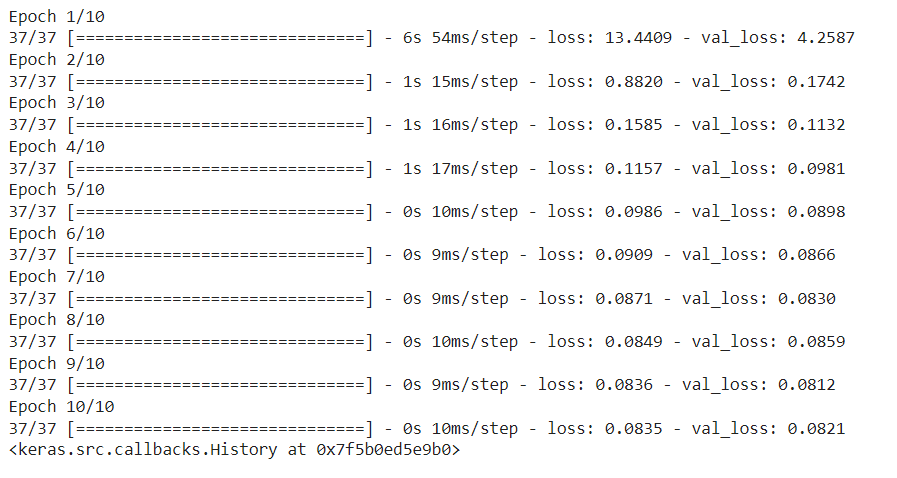 Epoch 1/10
37/37 [==============================] - 6s 54ms/step - loss: 13.4409 - val_loss: 4.2587
Epoch 2/10
37/37 [==============================] - 1s 15ms/step - loss: 0.8820 - val_loss: 0.1742
Epoch 3/10
37/37 [==============================] - 1s 16ms/step - loss: 0.1585 - val_loss: 0.1132
Epoch 4/10
37/37 [==============================] - 1s 17ms/step - loss: 0.1157 - val_loss: 0.0981
Epoch 5/10
37/37 [==============================] - 0s 10ms/step - loss: 0.0986 - val_loss: 0.0898
Epoch 6/10
37/37 [==============================] - 0s 9ms/step - loss: 0.0909 - val_loss: 0.0866
Epoch 7/10
37/37 [==============================] - 0s 9ms/step - loss: 0.0871 - val_loss: 0.0830
Epoch 8/10
37/37 [==============================] - 0s 10ms/step - loss: 0.0849 - val_loss: 0.0859
Epoch 9/10
37/37 [==============================] - 0s 9ms/step - loss: 0.0836 - val_loss: 0.0812
Epoch 10/10
37/37 [==============================] - 0s 10ms/step - loss: 0.0835 - val_loss: 0.0821
<keras.src.callbacks.History at 0x7f5b0ed5e9b0>